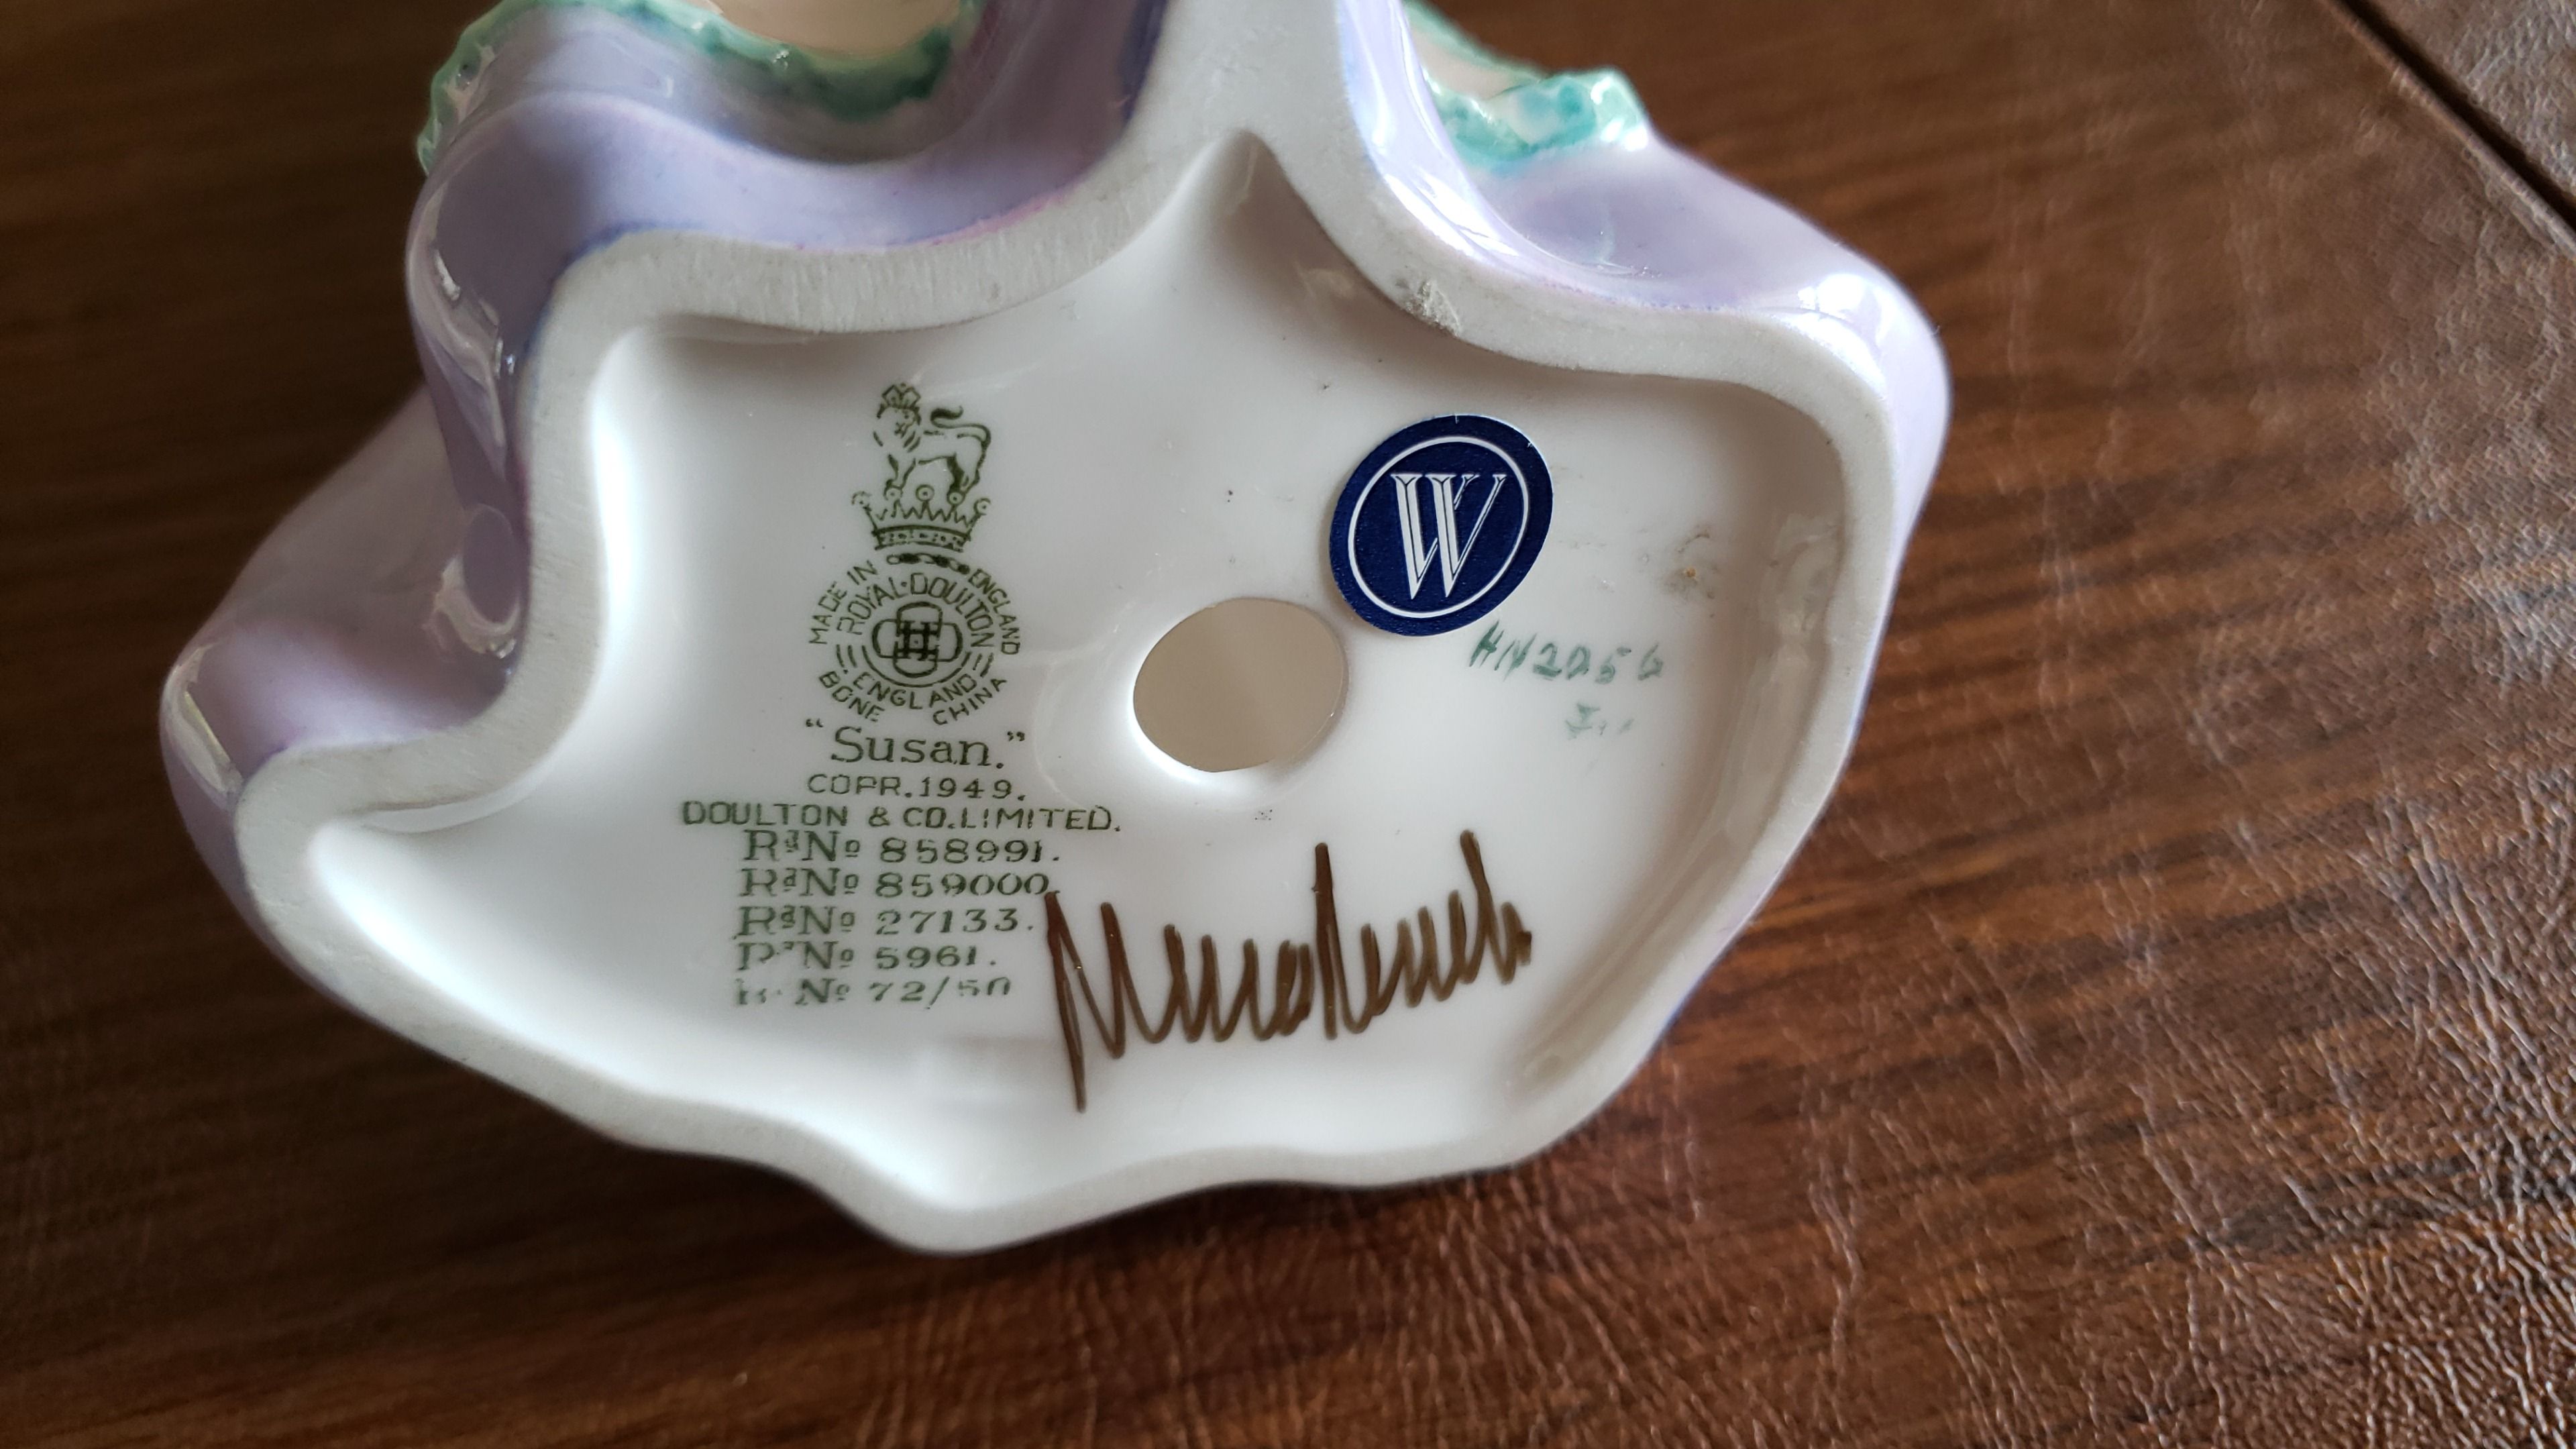 MADE IN ENGLAND
ROYAL·DOULTON
ENGLAND
BONE CHINA
"Susan."
COPR.1949.
DOULTON & CO.LIMITED.
RdNo 858991.
RdNo 859000.
RdNo 27133.
RdNo 5961.
No 72/50
W
HN2056